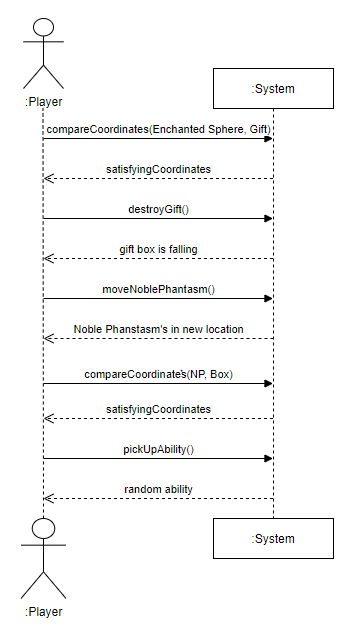 :Player
:System
compareCoordinates(Enchanted Sphere, Gift)
satisfyingCoordinates
destroyGift()
gift box is falling
moveNoblePhantasm()
Noble Phanstasm's in new location
compareCoordinate's(NP, Box)
satisfyingCoordinates
pickUpAbility()
random ability
:System
:Player